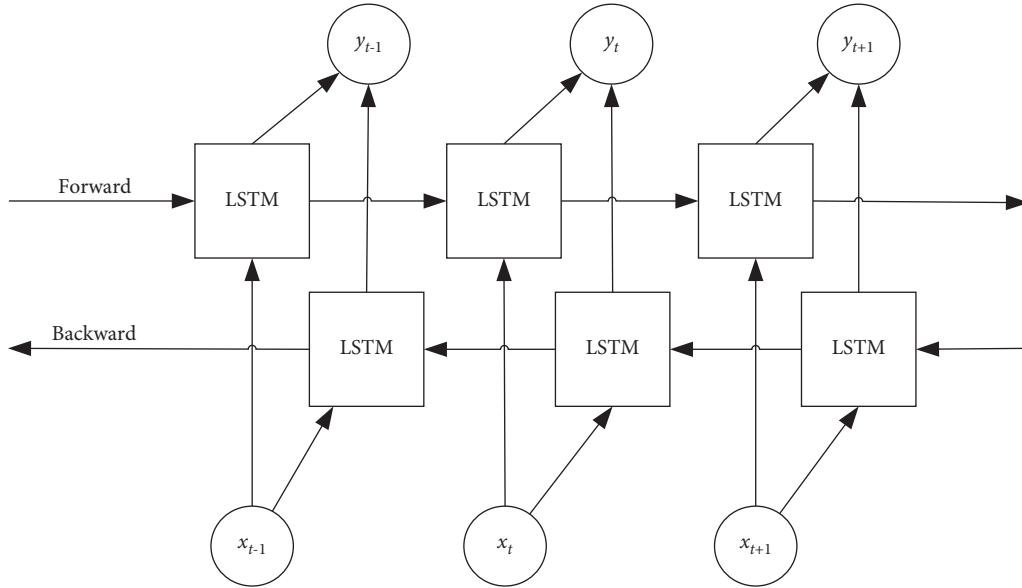 y_{t-1}
y_t
y_{t+1}
Forward
LSTM
LSTM
LSTM
Backward
LSTM
LSTM
LSTM
x_{t-1}
x_t
x_{t+1}